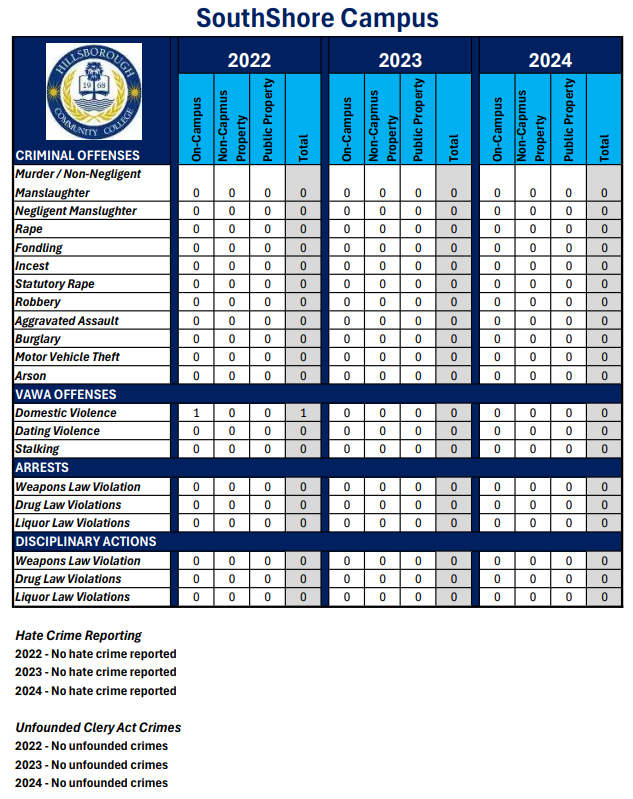 SouthShore Campus
HILLSBOROUGH
19 68
COMMUNITY COLLEGE
2022 2023 2024
CRIMINAL OFFENSES On-Campus Non-Capmus Property Public Property Total On-Campus Non-Capmus Property Public Property Total On-Campus Non-Capmus Property Public Property Total
Murder / Non-Negligent
Manslaughter 0 0 0 0 0 0 0 0 0 0 0 0
Negligent Manslughter 0 0 0 0 0 0 0 0 0 0 0 0
Rape 0 0 0 0 0 0 0 0 0 0 0 0
Fondling 0 0 0 0 0 0 0 0 0 0 0 0
Incest 0 0 0 0 0 0 0 0 0 0 0 0
Statutory Rape 0 0 0 0 0 0 0 0 0 0 0 0
Robbery 0 0 0 0 0 0 0 0 0 0 0 0
Aggravated Assault 0 0 0 0 0 0 0 0 0 0 0 0
Burglary 0 0 0 0 0 0 0 0 0 0 0 0
Motor Vehicle Theft 0 0 0 0 0 0 0 0 0 0 0 0
Arson 0 0 0 0 0 0 0 0 0 0 0 0
VAWA OFFENSES
Domestic Violence 1 0 0 1 0 0 0 0 0 0 0 0
Dating Violence 0 0 0 0 0 0 0 0 0 0 0 0
Stalking 0 0 0 0 0 0 0 0 0 0 0 0
ARRESTS
Weapons Law Violation 0 0 0 0 0 0 0 0 0 0 0 0
Drug Law Violations 0 0 0 0 0 0 0 0 0 0 0 0
Liquor Law Violations 0 0 0 0 0 0 0 0 0 0 0 0
DISCIPLINARY ACTIONS
Weapons Law Violation 0 0 0 0 0 0 0 0 0 0 0 0
Drug Law Violations 0 0 0 0 0 0 0 0 0 0 0 0
Liquor Law Violations 0 0 0 0 0 0 0 0 0 0 0 0
Hate Crime Reporting
2022 - No hate crime reported
2023 - No hate crime reported
2024 - No hate crime reported
Unfounded Clery Act Crimes
2022 - No unfounded crimes
2023 - No unfounded crimes
2024 - No unfounded crimes